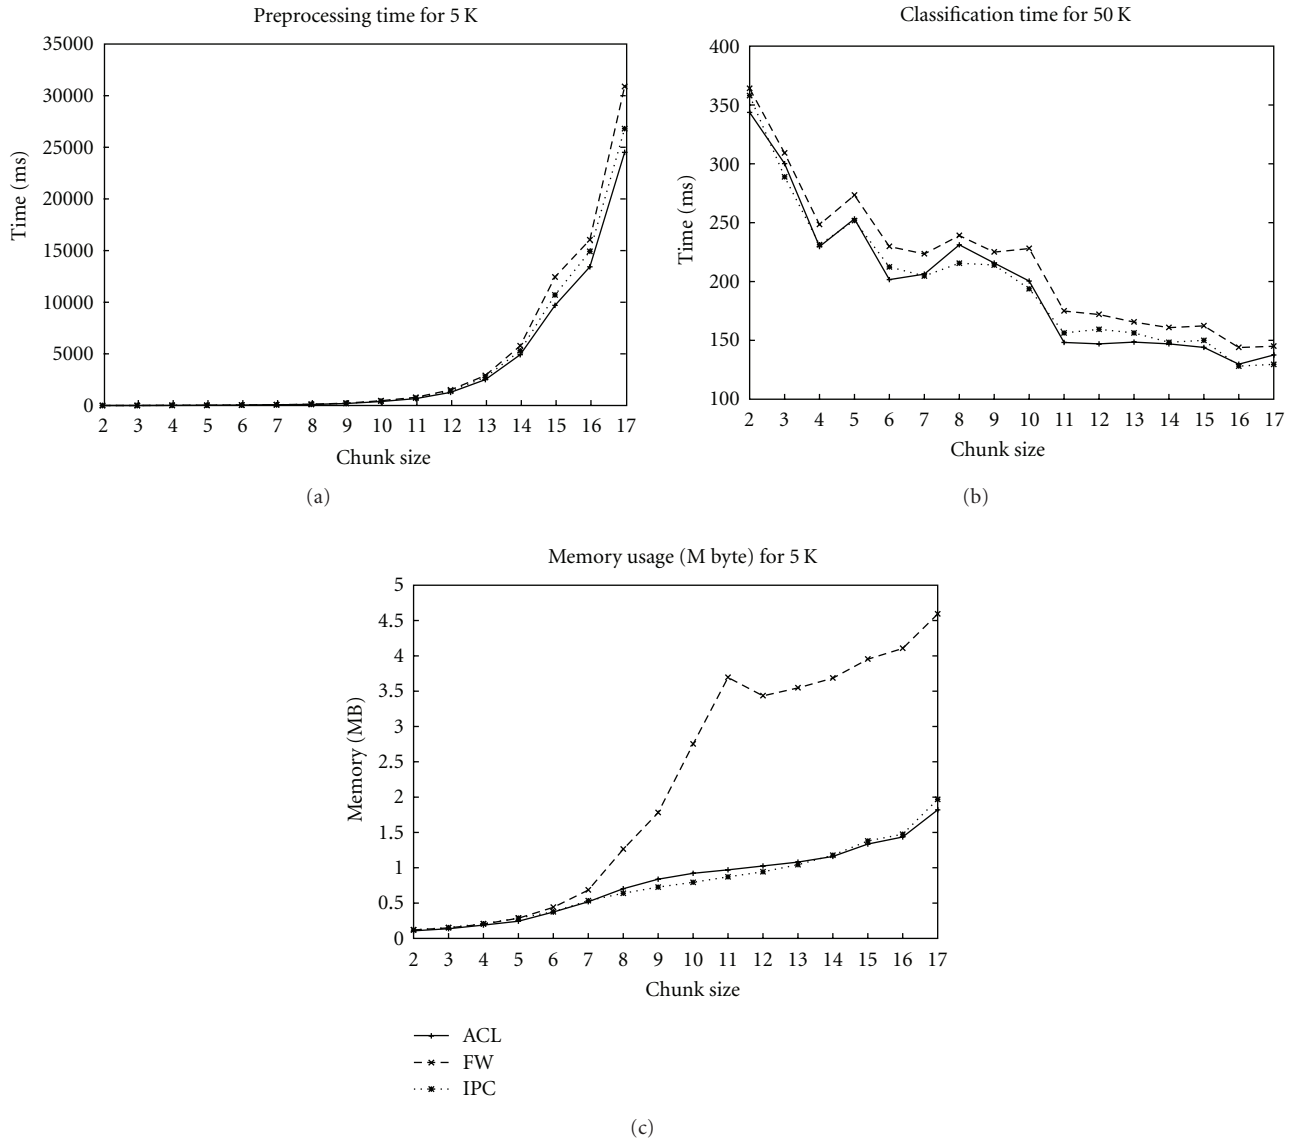 Preprocessing time for 5 K
35000
30000
25000
20000
15000
10000
5000
0
Time (ms)
2 3 4 5 6 7 8 9 10 11 12 13 14 15 16 17
Chunk size
(a)
Classification time for 50 K
400
350
300
250
200
150
100
Time (ms)
2 3 4 5 6 7 8 9 10 11 12 13 14 15 16 17
Chunk size
(b)
Memory usage (M byte) for 5 K
5
4.5
4
3.5
3
2.5
2
1.5
1
0.5
0
Memory (MB)
2 3 4 5 6 7 8 9 10 11 12 13 14 15 16 17
Chunk size
ACL
FW
IPC
(c)